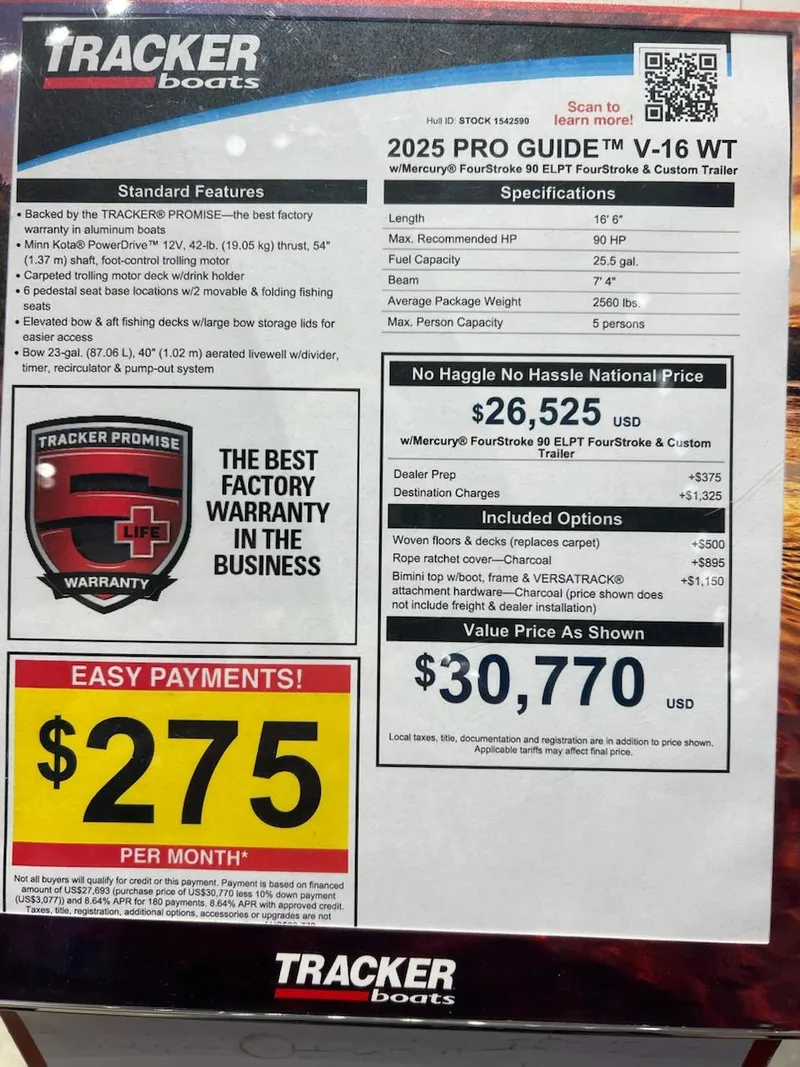 TRACKER
boats
Scan to
learn more!
Hull ID: STOCK 1542590
2025 PRO GUIDE™ V-16 WT
w/Mercury® FourStroke 90 ELPT FourStroke & Custom Trailer
Standard Features
• Backed by the TRACKER® PROMISE—the best factory
warranty in aluminum boats
• Minn Kota® PowerDrive™ 12V, 42-lb. (19.05 kg) thrust, 54"
(1.37 m) shaft, foot-control trolling motor
• Carpeted trolling motor deck w/drink holder
• 6 pedestal seat base locations w/2 movable & folding fishing
seats
• Elevated bow & aft fishing decks w/large bow storage lids for
easier access
• Bow 23-gal. (87.06 L), 40" (1.02 m) aerated livewell w/divider,
timer, recirculator & pump-out system
Specifications
Length 16' 6"
Max. Recommended HP 90 HP
Fuel Capacity 25.5 gal.
Beam 7' 4"
Average Package Weight 2560 lbs.
Max. Person Capacity 5 persons
TRACKER PROMISE
5+
LIFE
WARRANTY
THE BEST
FACTORY
WARRANTY
IN THE
BUSINESS
No Haggle No Hassle National Price
$26,525 USD
w/Mercury® FourStroke 90 ELPT FourStroke & Custom
Trailer
Dealer Prep +$375
Destination Charges +$1,325
Included Options
Woven floors & decks (replaces carpet) +$500
Rope ratchet cover—Charcoal +$895
Bimini top w/boot, frame & VERSATRACK® +$1,150
attachment hardware—Charcoal (price shown does
not include freight & dealer installation)
Value Price As Shown
$30,770 USD
Local taxes, title, documentation and registration are in addition to price shown.
Applicable tariffs may affect final price.
EASY PAYMENTS!
$275
PER MONTH*
Not all buyers will qualify for credit or this payment. Payment is based on financed
amount of US$27,693 (purchase price of US$30,770 less 10% down payment
(US$3,077)) and 8.64% APR for 180 payments. 8.64% APR with approved credit.
Taxes, title, registration, additional options, accessories or upgrades are not
TRACKER
boats